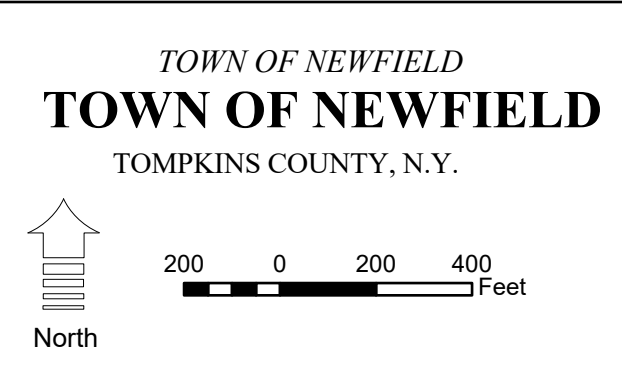 TOWN OF NEWFIELD
TOWN OF NEWFIELD
TOMPKINS COUNTY, N.Y.
200 0 200 400
Feet
North